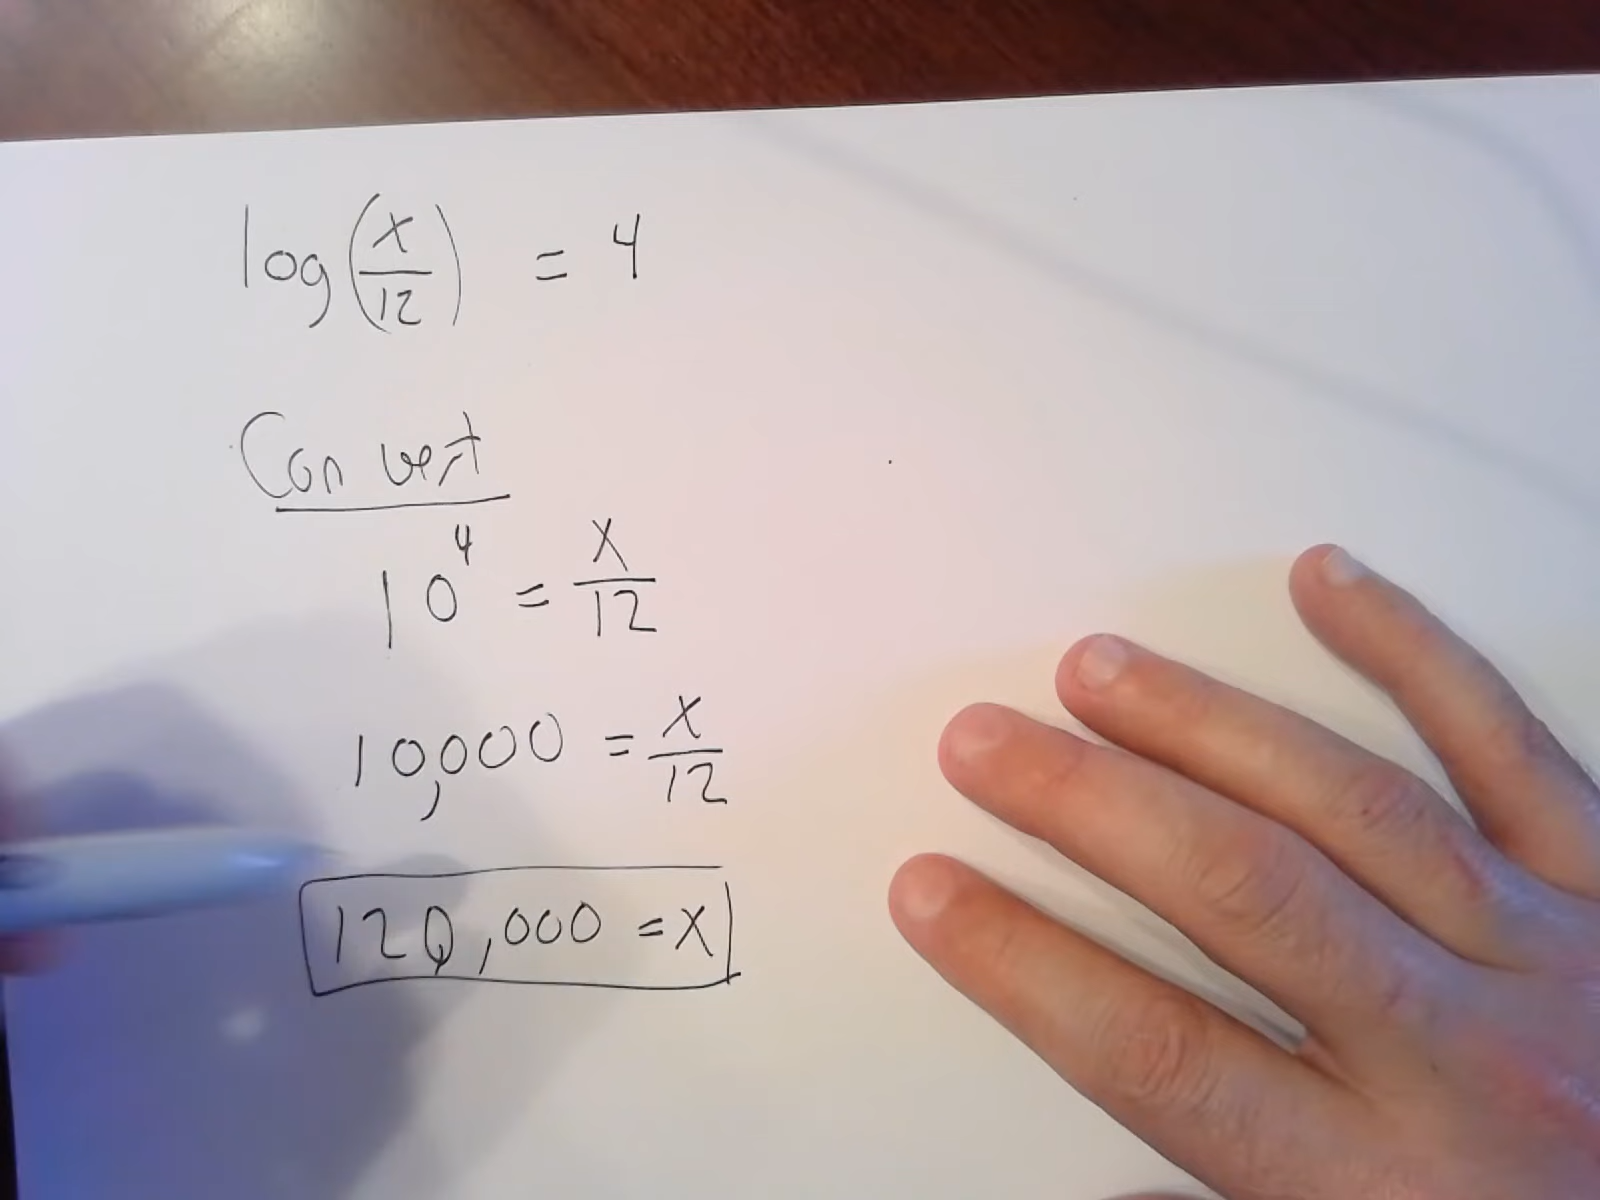 log(x/12) = 4
Convert
10^4 = x/12
10,000 = x/12
120,000 = x